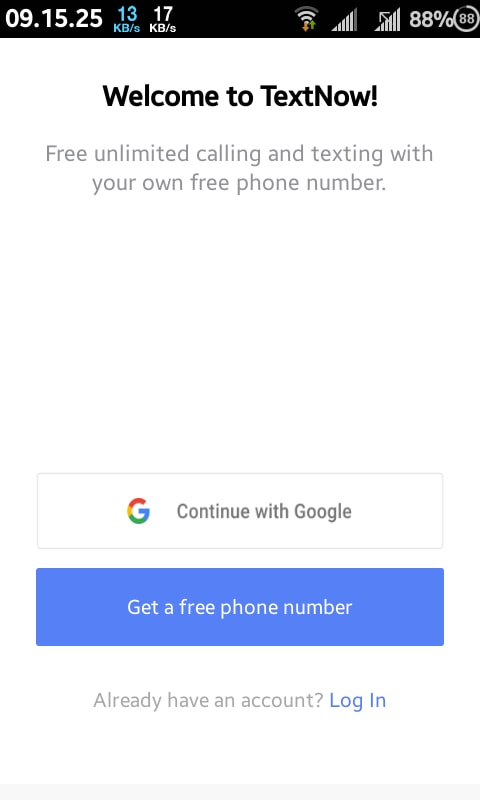 09.15.25 13 KB/s 17 KB/s 88% 88
Welcome to TextNow!
Free unlimited calling and texting with
your own free phone number.
Continue with Google
Get a free phone number
Already have an account? Log In